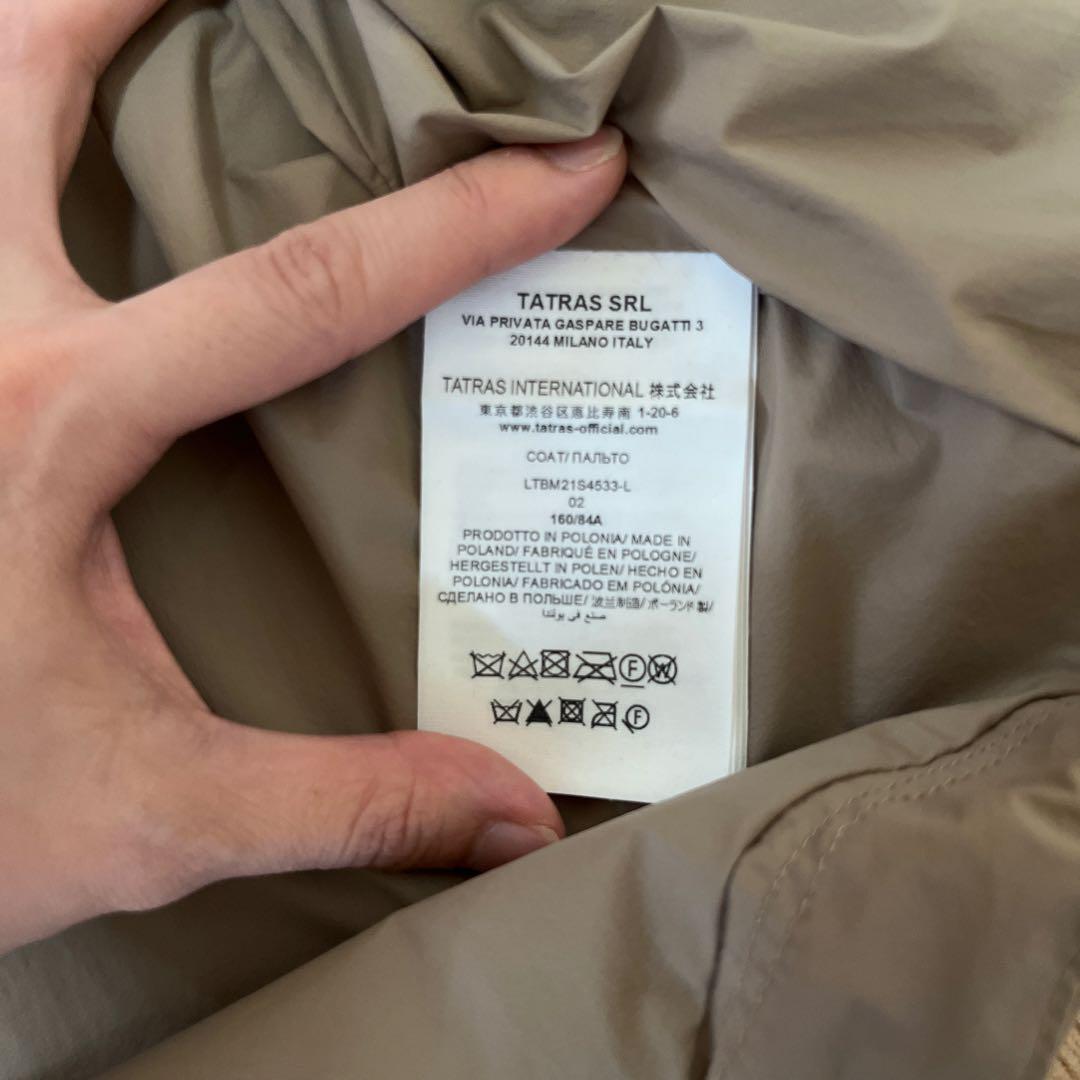 TATRAS SRL
VIA PRIVATA GASPARE BUGATTI 3
20144 MILANO ITALY
TATRAS INTERNATIONAL 株式会社
東京都渋谷区恵比寿南 1-20-6
www.tatras-official.com
COAT/ ПАЛЬТО
LTBM21S4533-L
02
160/84A
PRODOTTO IN POLONIA/ MADE IN
POLAND/ FABRIQUÉ EN POLOGNE/
HERGESTELLT IN POLEN/ HECHO EN
POLONIA/ FABRICADO EM POLÓNIA/
СДЕЛАНО В ПОЛЬШЕ/ 波兰制造/ ポーランド製/
صنع في بولندا
F W
F